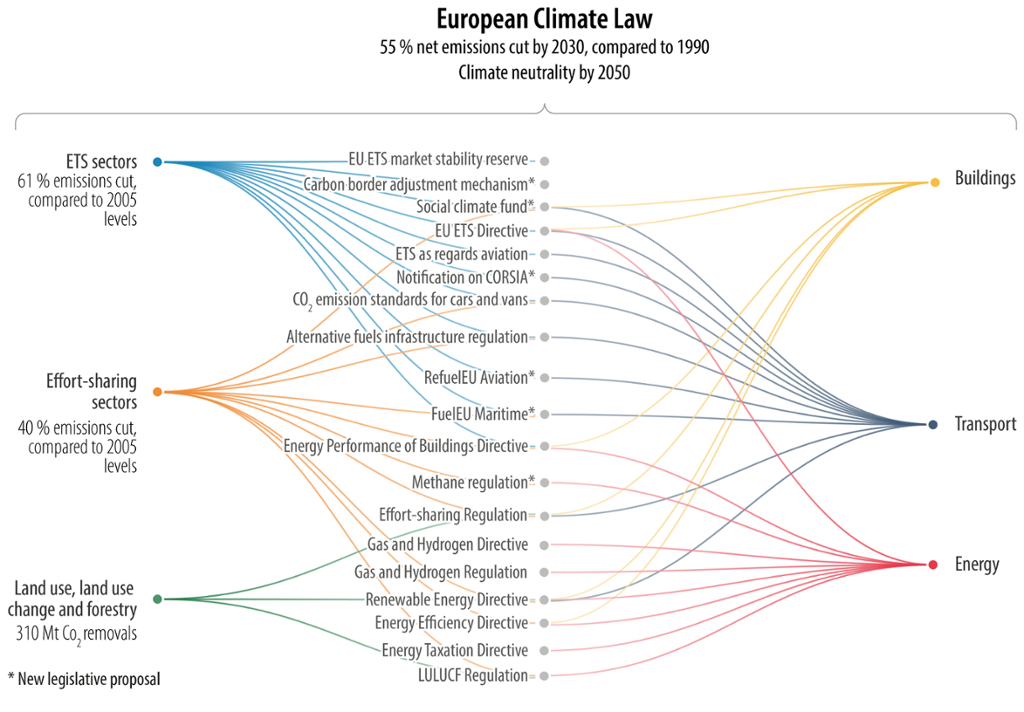 European Climate Law
55 % net emissions cut by 2030, compared to 1990
Climate neutrality by 2050
ETS sectors
61 % emissions cut,
compared to 2005
levels
Effort-sharing
sectors
40 % emissions cut,
compared to 2005
levels
Land use, land use
change and forestry
310 Mt Co₂ removals
* New legislative proposal
EU ETS market stability reserve
Carbon border adjustment mechanism*
Social climate fund*
EU ETS Directive
ETS as regards aviation
Notification on CORSIA*
CO₂ emission standards for cars and vans
Alternative fuels infrastructure regulation
RefuelEU Aviation*
FuelEU Maritime*
Energy Performance of Buildings Directive
Methane regulation*
Effort-sharing Regulation
Gas and Hydrogen Directive
Gas and Hydrogen Regulation
Renewable Energy Directive
Energy Efficiency Directive
Energy Taxation Directive
LULUCF Regulation
Buildings
Transport
Energy